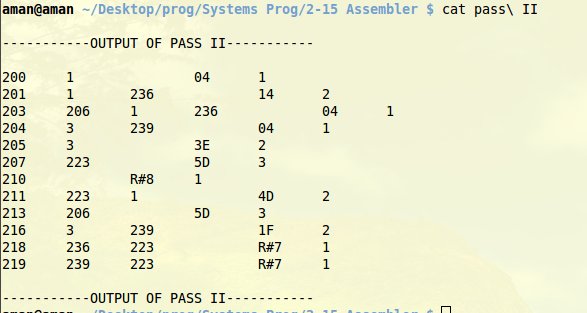 aman@aman ~/Desktop/prog/Systems Prog/2-15 Assembler $ cat pass\ II
-----------OUTPUT OF PASS II-----------
200 1 04 1
201 1 236 14 2
203 206 1 236 04 1
204 3 239 04 1
205 3 3E 2
207 223 5D 3
210 R#8 1
211 223 1 4D 2
213 206 5D 3
216 3 239 1F 2
218 236 223 R#7 1
219 239 223 R#7 1
-----------OUTPUT OF PASS II-----------
aman@aman ~/Desktop/prog/Systems Prog/2-15 Assembler $